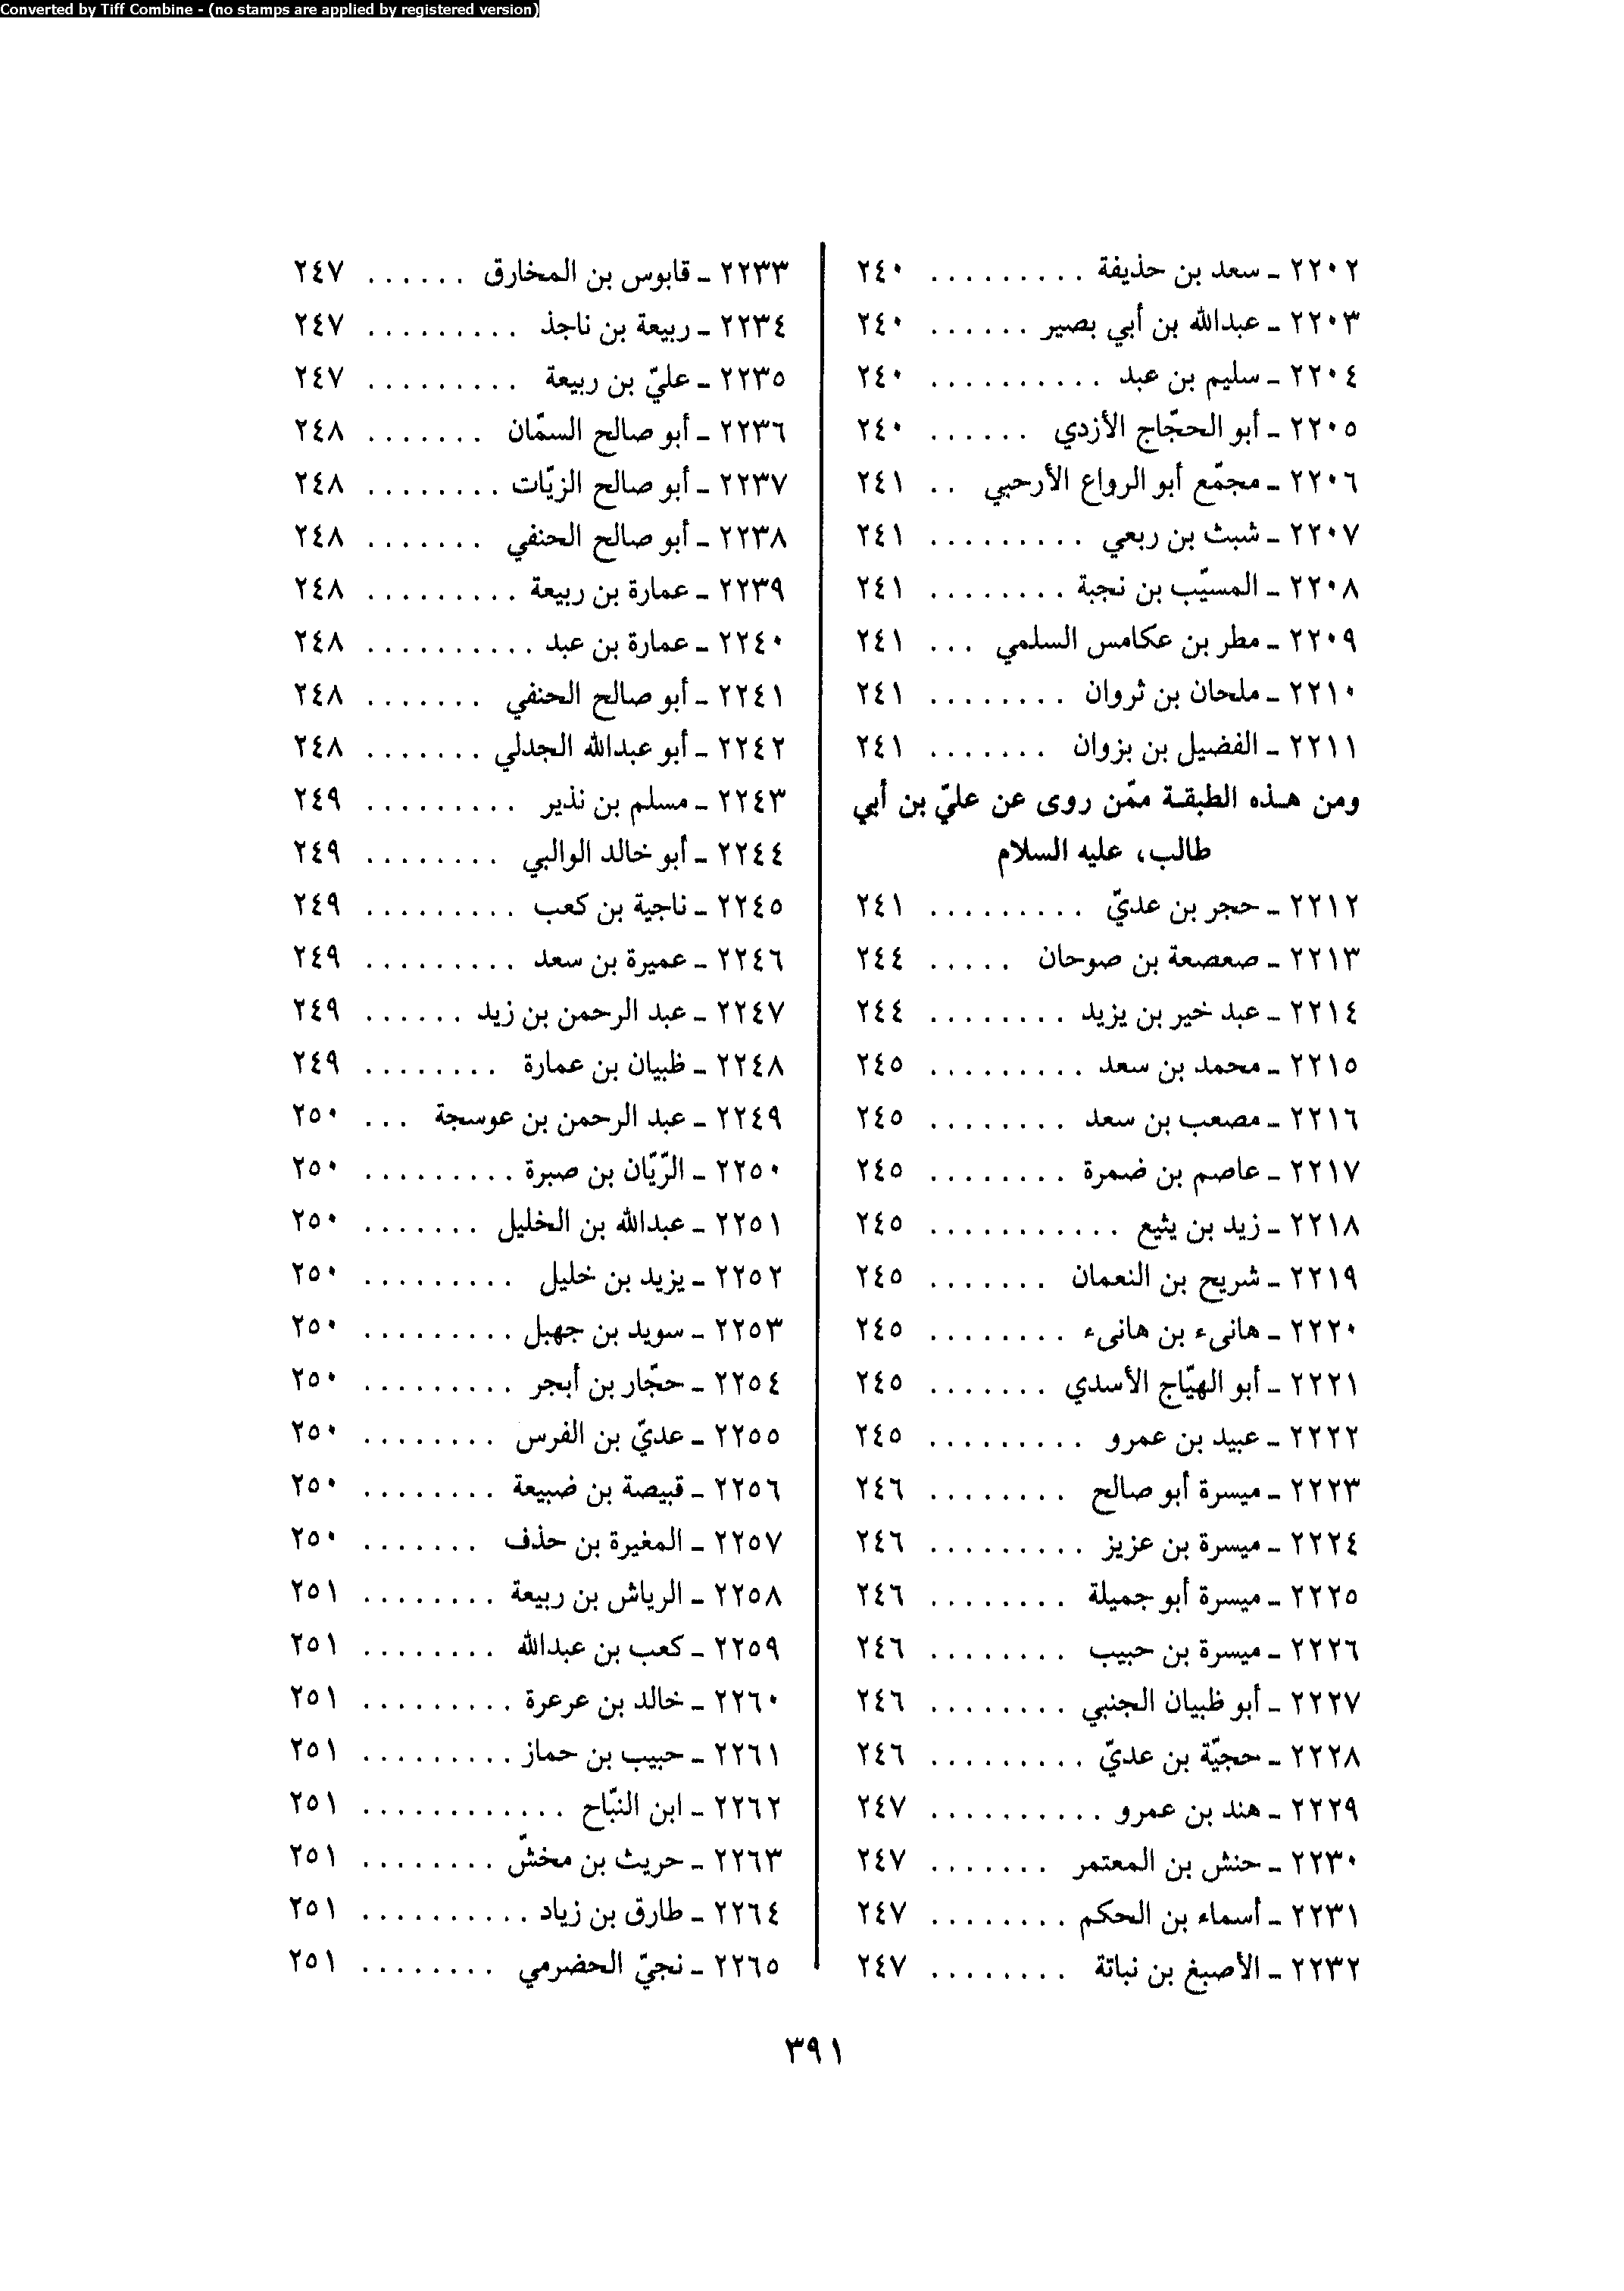 Converted by Tiff Combine - (no stamps are applied by registered version)
٢٢٠٢ ـ سعد بن حذيفة . . . . . . . . . ٢٤٠
٢٢٠٣ ـ عبدالله بن أبي بصير . . . . . . ٢٤٠
٢٢٠٤ ـ سليم بن عبد . . . . . . . . . . ٢٤٠
٢٢٠٥ ـ أبو الحجّاج الأزدي . . . . . . ٢٤٠
٢٢٠٦ ـ مجمّع أبو الرواع الأرحبي . . ٢٤١
٢٢٠٧ ـ شبث بن ربعي . . . . . . . . . ٢٤١
٢٢٠٨ ـ المسيّب بن نجبة . . . . . . . . ٢٤١
٢٢٠٩ ـ مطر بن عكامس السلمي . . . ٢٤١
٢٢١٠ ـ ملحان بن ثروان . . . . . . . . ٢٤١
٢٢١١ ـ الفضيل بن بزوان . . . . . . . ٢٤١
ومن هذه الطبقة ممّن روى عن عليّ بن أبي
طالب، عليه السلام
٢٢١٢ ـ حجر بن عديّ . . . . . . . . . ٢٤١
٢٢١٣ ـ صعصعة بن صوحان . . . . . ٢٤٤
٢٢١٤ ـ عبد خير بن يزيد . . . . . . . . ٢٤٤
٢٢١٥ ـ محمد بن سعد . . . . . . . . . ٢٤٥
٢٢١٦ ـ مصعب بن سعد . . . . . . . . ٢٤٥
٢٢١٧ ـ عاصم بن ضمرة . . . . . . . . ٢٤٥
٢٢١٨ ـ زيد بن يثيع . . . . . . . . . . . ٢٤٥
٢٢١٩ ـ شريح بن النعمان . . . . . . . ٢٤٥
٢٢٢٠ ـ هانىء بن هانىء . . . . . . . . ٢٤٥
٢٢٢١ ـ أبو الهيّاج الأسدي . . . . . . . ٢٤٥
٢٢٢٢ ـ عبيد بن عمرو . . . . . . . . . ٢٤٥
٢٢٢٣ ـ ميسرة أبو صالح . . . . . . . . ٢٤٦
٢٢٢٤ ـ ميسرة بن عزيز . . . . . . . . . ٢٤٦
٢٢٢٥ ـ ميسرة أبو جميلة . . . . . . . . ٢٤٦
٢٢٢٦ ـ ميسرة بن حبيب . . . . . . . . ٢٤٦
٢٢٢٧ ـ أبو ظبيان الجنبي . . . . . . . . ٢٤٦
٢٢٢٨ ـ حجيّة بن عديّ . . . . . . . . . ٢٤٦
٢٢٢٩ ـ هند بن عمرو . . . . . . . . . . ٢٤٧
٢٢٣٠ ـ حنش بن المعتمر . . . . . . . ٢٤٧
٢٢٣١ ـ أسماء بن الحكم . . . . . . . . ٢٤٧
٢٢٣٢ ـ الأصبغ بن نباتة . . . . . . . . ٢٤٧
٢٢٣٣ ـ قابوس بن المخارق . . . . . . ٢٤٧
٢٢٣٤ ـ ربيعة بن ناجذ . . . . . . . . . ٢٤٧
٢٢٣٥ ـ عليّ بن ربيعة . . . . . . . . . ٢٤٧
٢٢٣٦ ـ أبو صالح السمّان . . . . . . . ٢٤٨
٢٢٣٧ ـ أبو صالح الزيّات . . . . . . . . ٢٤٨
٢٢٣٨ ـ أبو صالح الحنفي . . . . . . . ٢٤٨
٢٢٣٩ ـ عمارة بن ربيعة . . . . . . . . . ٢٤٨
٢٢٤٠ ـ عمارة بن عبد . . . . . . . . . . ٢٤٨
٢٢٤١ ـ أبو صالح الحنفي . . . . . . . ٢٤٨
٢٢٤٢ ـ أبو عبدالله الجدلي . . . . . . . ٢٤٨
٢٢٤٣ ـ مسلم بن نذير . . . . . . . . . ٢٤٩
٢٢٤٤ ـ أبو خالد الوالبي . . . . . . . . ٢٤٩
٢٢٤٥ ـ ناجية بن كعب . . . . . . . . . ٢٤٩
٢٢٤٦ ـ عميرة بن سعد . . . . . . . . . ٢٤٩
٢٢٤٧ ـ عبد الرحمن بن زيد . . . . . . ٢٤٩
٢٢٤٨ ـ ظبيان بن عمارة . . . . . . . . ٢٤٩
٢٢٤٩ ـ عبد الرحمن بن عوسجة . . . ٢٥٠
٢٢٥٠ ـ الرّيّان بن صبرة . . . . . . . . . ٢٥٠
٢٢٥١ ـ عبدالله بن الخليل . . . . . . . ٢٥٠
٢٢٥٢ ـ يزيد بن خليل . . . . . . . . . ٢٥٠
٢٢٥٣ ـ سويد بن جهبل . . . . . . . . . ٢٥٠
٢٢٥٤ ـ حجّار بن أبجر . . . . . . . . . ٢٥٠
٢٢٥٥ ـ عديّ بن الفرس . . . . . . . . ٢٥٠
٢٢٥٦ ـ قبيصة بن ضبيعة . . . . . . . . ٢٥٠
٢٢٥٧ ـ المغيرة بن حذف . . . . . . . ٢٥٠
٢٢٥٨ ـ الرياش بن ربيعة . . . . . . . . ٢٥١
٢٢٥٩ ـ كعب بن عبدالله . . . . . . . . ٢٥١
٢٢٦٠ ـ خالد بن عرعرة . . . . . . . . . ٢٥١
٢٢٦١ ـ حبيب بن حماز . . . . . . . . . ٢٥١
٢٢٦٢ ـ ابن النبّاح . . . . . . . . . . . . ٢٥١
٢٢٦٣ ـ حريث بن مخشّ . . . . . . . . ٢٥١
٢٢٦٤ ـ طارق بن زياد . . . . . . . . . . ٢٥١
٢٢٦٥ ـ نجيّ الحضرمي . . . . . . . . ٢٥١
٣٩١